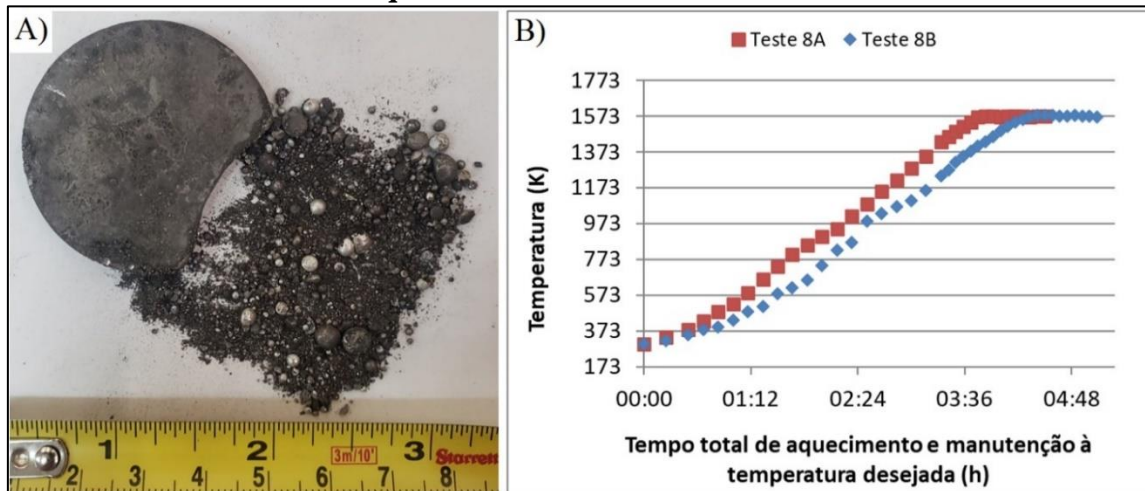 A)
1 2 3
3m/10' Starrett
2 3 4 5 6 7 8
B)
Teste 8A Teste 8B
Temperatura (K)
1773
1573
1373
1173
973
773
573
373
173
00:00 01:12 02:24 03:36 04:48
Tempo total de aquecimento e manutenção à
temperatura desejada (h)